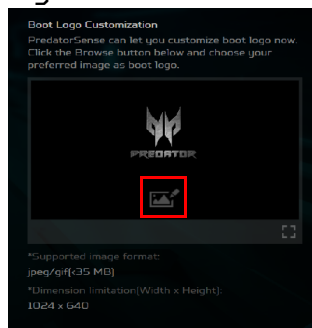 Boot Logo Customization
PredatorSense can let you customize boot logo now.
Click the Browse button below and choose your
preferred image as boot logo.
PREDATOR
*Supported image format:
jpeg/gif(<35 MB)
*Dimension limitation(Width x Height):
1024 x 640